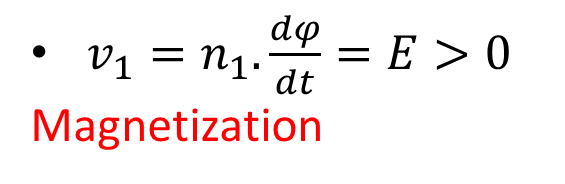 • v₁ = n₁.dφ/dt = E > 0
Magnetization